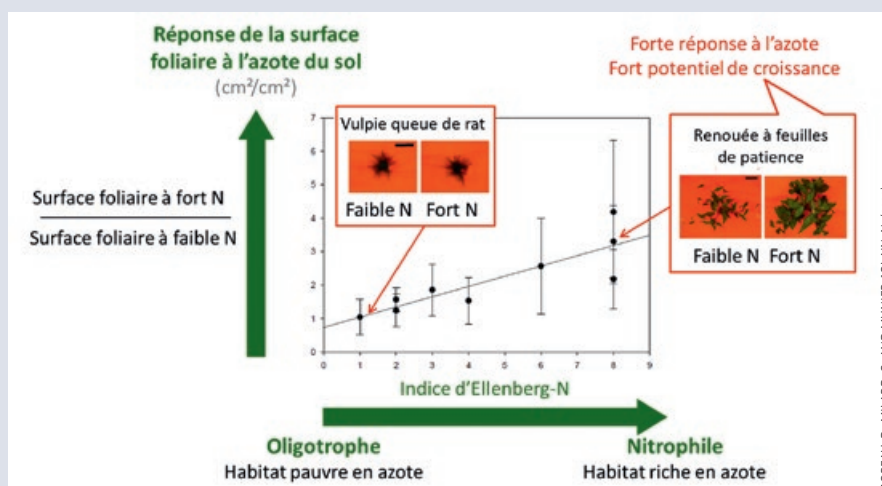 Réponse de la surface
foliaire à l'azote du sol
(cm²/cm²)
Forte réponse à l'azote
Fort potentiel de croissance
Surface foliaire à fort N
Surface foliaire à faible N
7
6
5
4
3
2
1
0
Vulpie queue de rat
Faible N Fort N
Renouée à feuilles
de patience
Faible N Fort N
0 1 2 3 4 5 6 7 8 9
Indice d'Ellenberg-N
Oligotrophe
Habitat pauvre en azote
Nitrophile
Habitat riche en azote